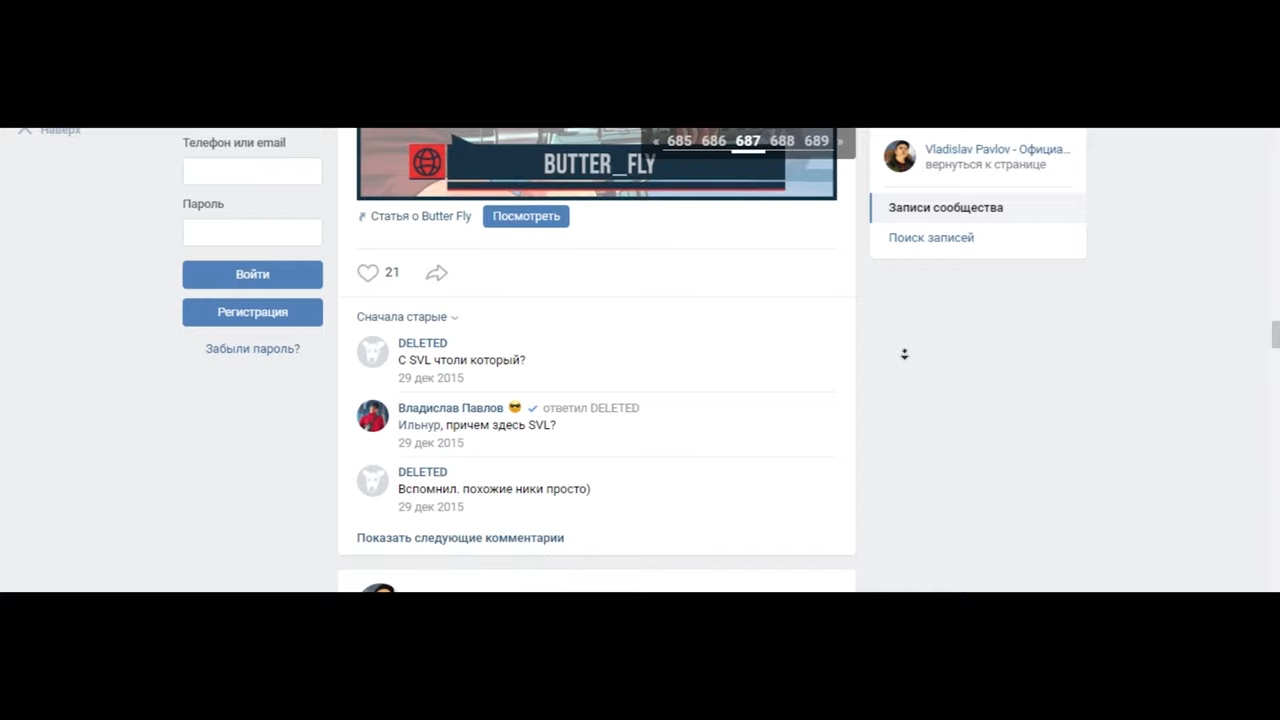 Наверх
Телефон или email
Пароль
Войти
Регистрация
Забыли пароль?
« 685 686 687 688 689 »
BUTTER_FLY
Статья о Butter Fly Посмотреть
21
Сначала старые
DELETED
С SVL чтоли который?
29 дек 2015
Владислав Павлов ответил DELETED
Ильнур, причем здесь SVL?
29 дек 2015
DELETED
Вспомнил. похожие ники просто)
29 дек 2015
Показать следующие комментарии
Vladislav Pavlov - Официа...
вернуться к странице
Записи сообщества
Поиск записей